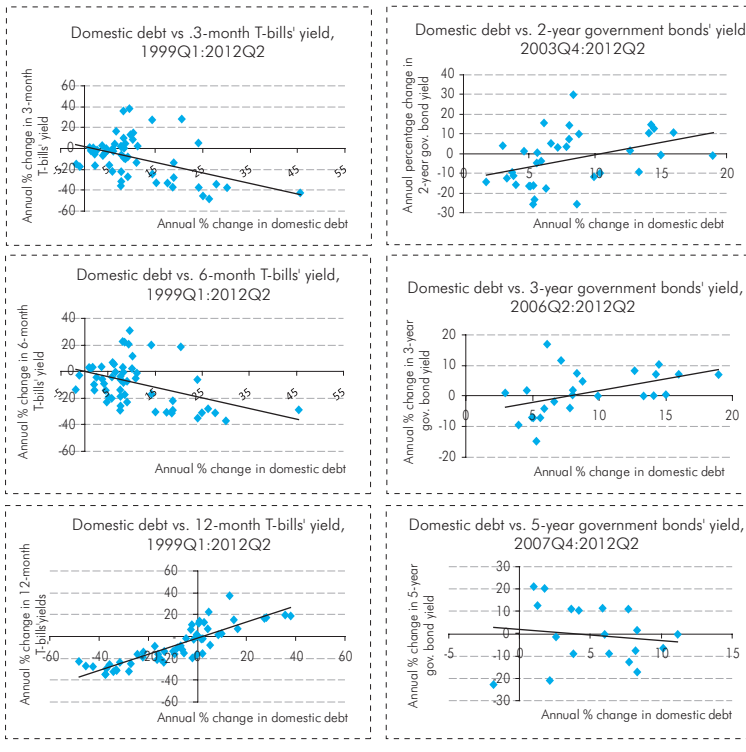 Domestic debt vs .3-month T-bills' yield,
1999Q1:2012Q2
Annual % change in 3-month
T-bills' yield
60
40
20
0
-20
-40
-60
-5
5
15
25
35
45
55
Annual % change in domestic debt
Domestic debt vs. 2-year government bonds' yield
2003Q4:2012Q2
Annual percentage change in
2-year gov. bond yield
40
30
20
10
0
-10
-20
-30
0
5
10
15
20
Annual % change in domestic debt
Domestic debt vs. 6-month T-bills' yield,
1999Q1:2012Q2
Annual % change in 6-month
T-bills' yield
40
20
0
-20
-40
-60
-5
5
15
25
35
45
55
Annual % change in domestic debt
Domestic debt vs. 3-year government bonds' yield,
2006Q2:2012Q2
Annual % change in 3-year
gov. bond yield
20
10
0
-10
-20
0
5
10
15
20
Annual % change in domestic debt
Domestic debt vs. 12-month T-bills' yield,
1999Q1:2012Q2
Annual % change in 12-month
T-bills'yields
60
40
20
0
-20
-40
-60
-60
-40
-20
0
20
40
60
Annual % change in domestic debt
Domestic debt vs. 5-year government bonds' yield,
2007Q4:2012Q2
Annual % change in 5-year
gov. bond yield
30
20
10
0
-10
-20
-30
-5
0
5
10
15
Annual % change in domestic debt